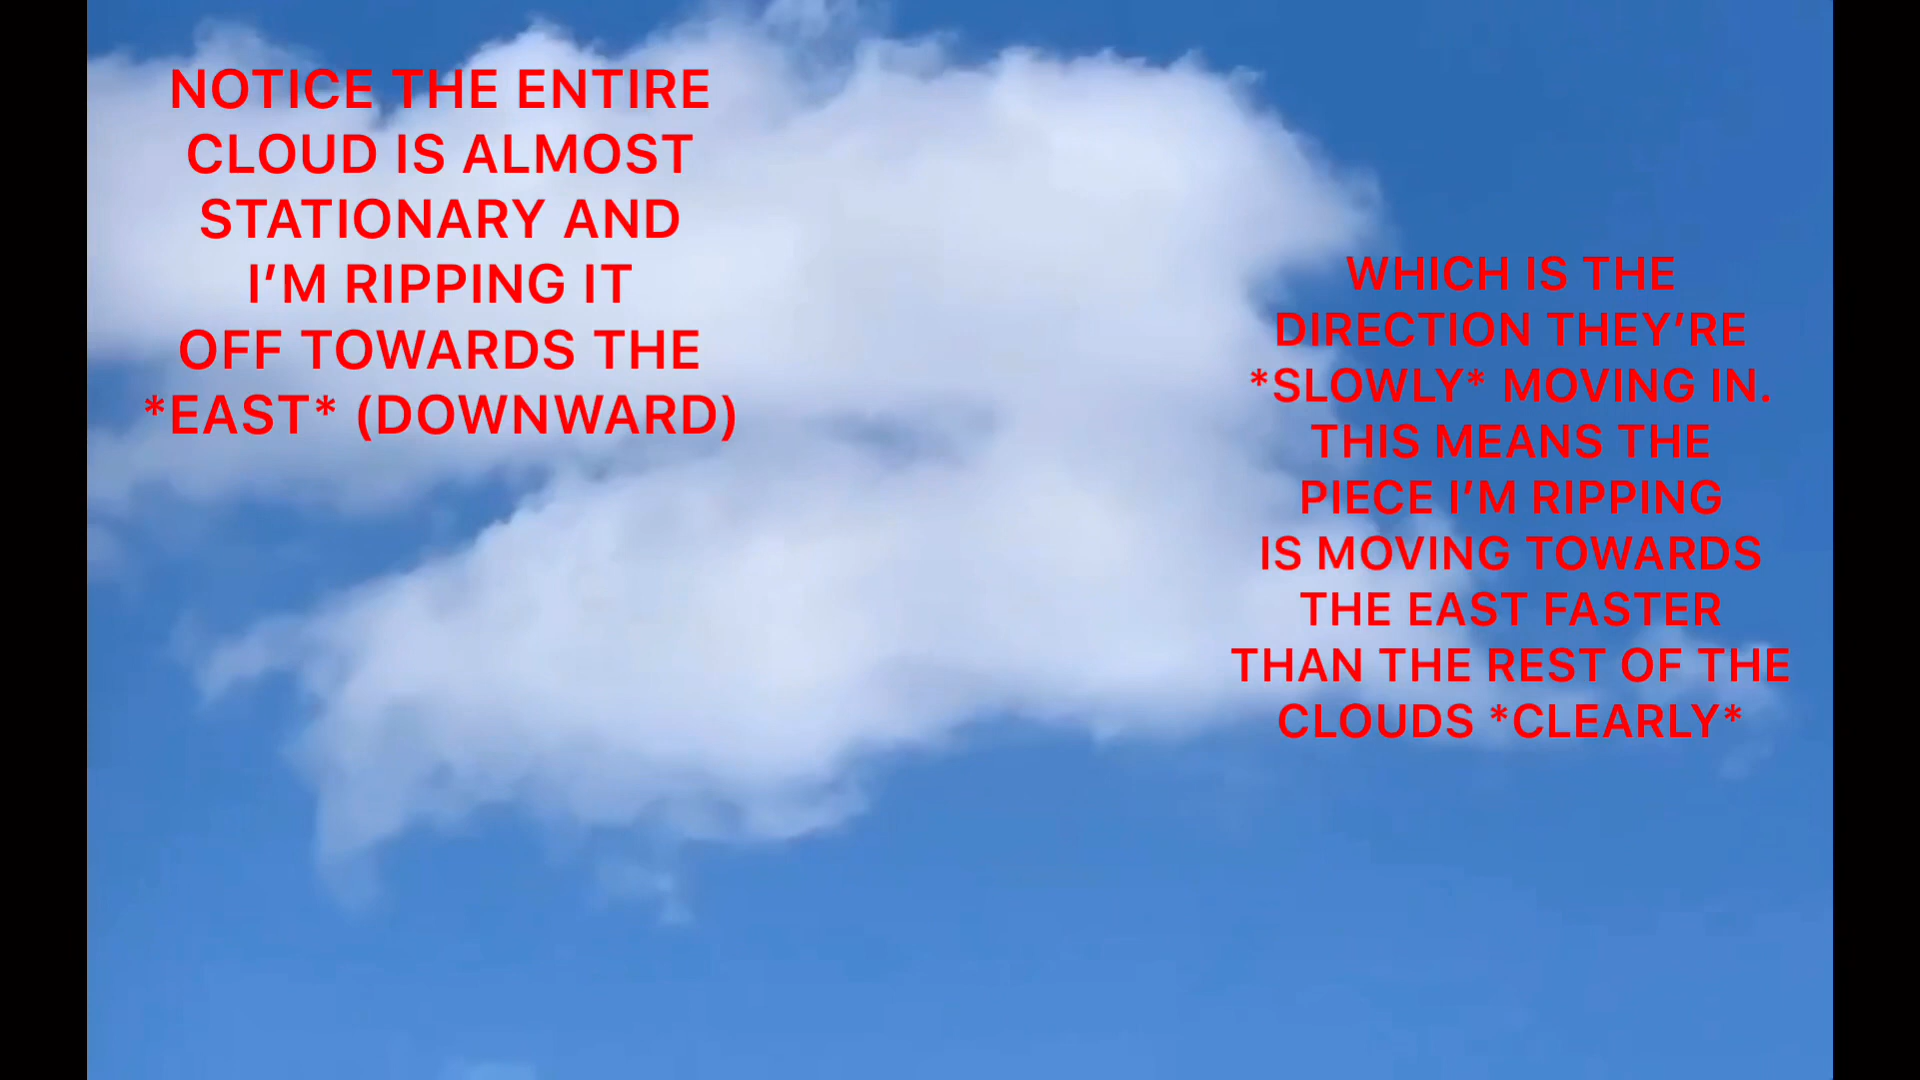 NOTICE THE ENTIRE
CLOUD IS ALMOST
STATIONARY AND
I’M RIPPING IT
OFF TOWARDS THE
*EAST* (DOWNWARD)
WHICH IS THE
DIRECTION THEY’RE
*SLOWLY* MOVING IN.
THIS MEANS THE
PIECE I’M RIPPING
IS MOVING TOWARDS
THE EAST FASTER
THAN THE REST OF THE
CLOUDS *CLEARLY*